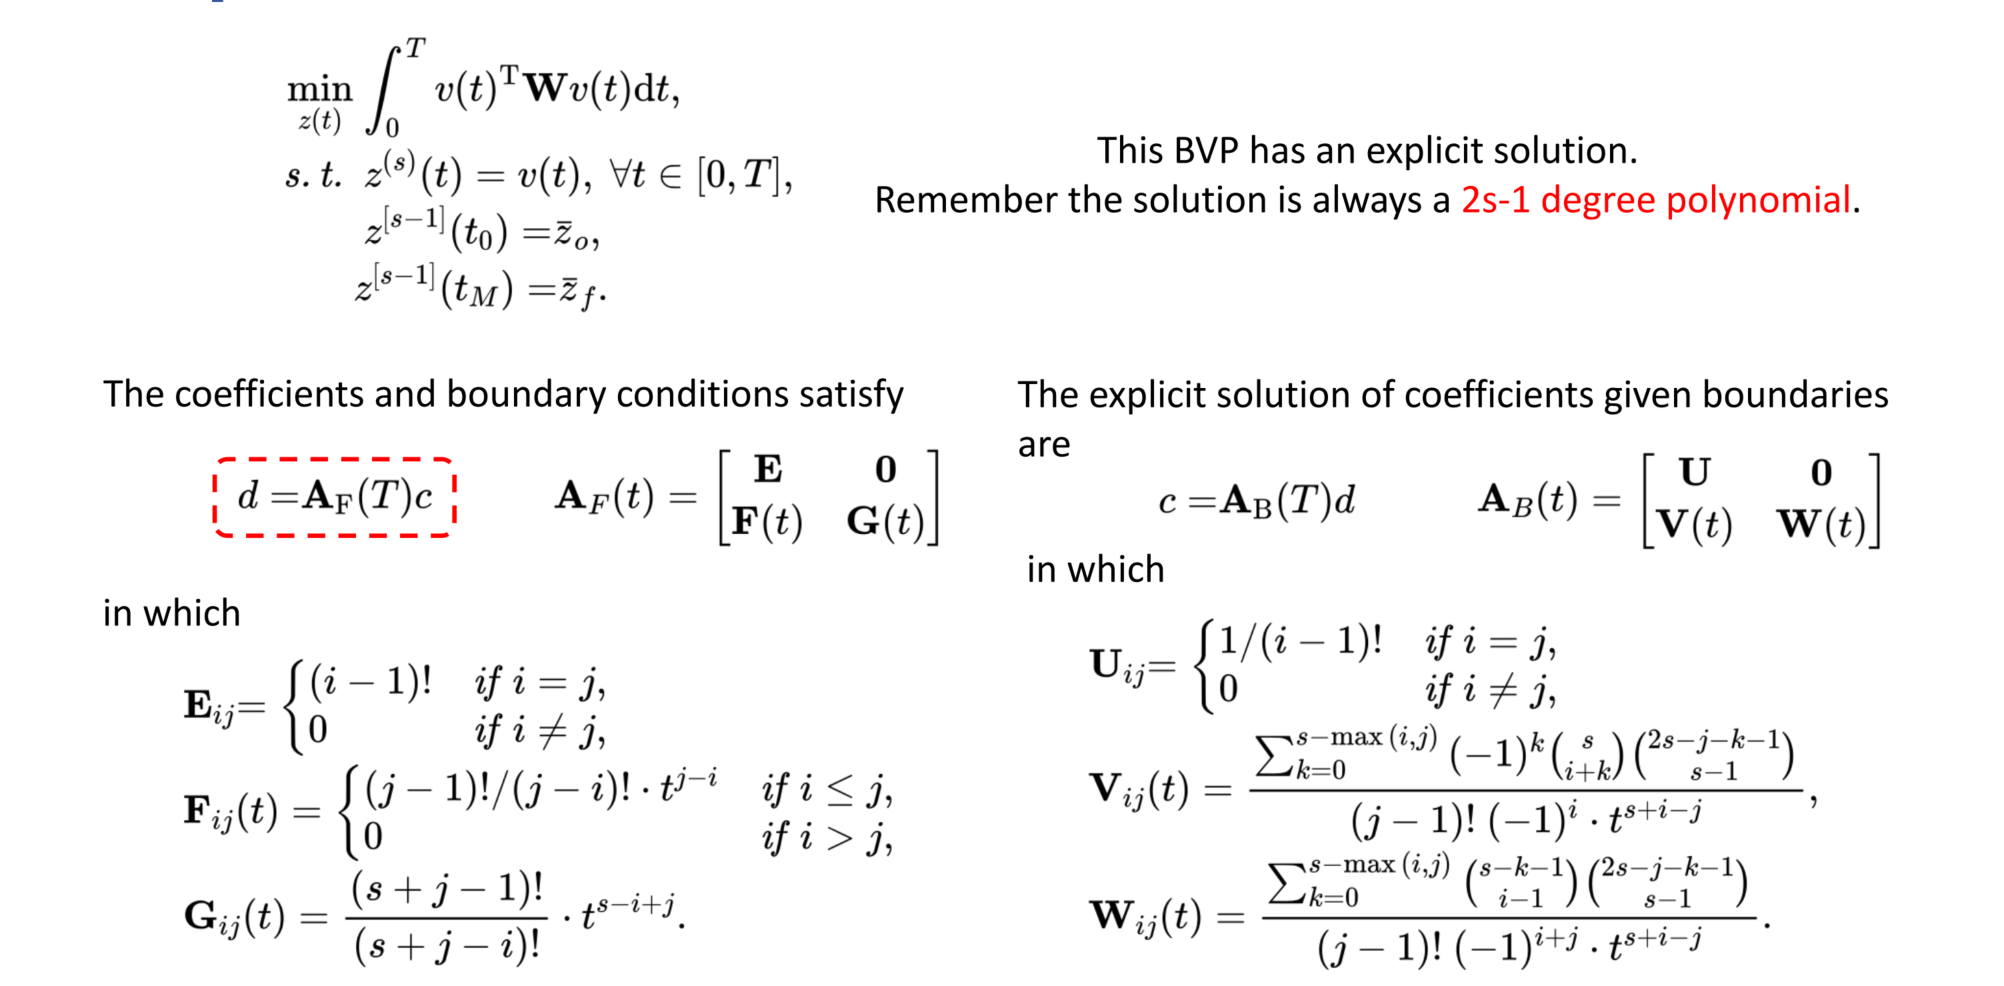 \min_{z(t)} \int_0^T v(t)^{\mathrm{T}} \mathbf{W} v(t) \mathrm{d}t,
s.t. z^{(s)}(t) = v(t), ∀t ∈ [0, T],
z^{[s-1]}(t_0) = \bar{z}_o,
z^{[s-1]}(t_M) = \bar{z}_f.
This BVP has an explicit solution.
Remember the solution is always a 2s-1 degree polynomial.
The coefficients and boundary conditions satisfy
d = \mathbf{A}_{\mathrm{F}}(T)c
\mathbf{A}_F(t) = \begin{bmatrix} \mathbf{E} & \mathbf{0} \\ \mathbf{F}(t) & \mathbf{G}(t) \end{bmatrix}
in which
\mathbf{E}_{ij} = \begin{cases} (i-1)! & if\ i = j, \\ 0 & if\ i \neq j, \end{cases}
\mathbf{F}_{ij}(t) = \begin{cases} (j-1)!/(j-i)! \cdot t^{j-i} & if\ i \leq j, \\ 0 & if\ i > j, \end{cases}
\mathbf{G}_{ij}(t) = \frac{(s+j-1)!}{(s+j-i)!} \cdot t^{s-i+j}.
The explicit solution of coefficients given boundaries
are
c = \mathbf{A}_{\mathrm{B}}(T)d
\mathbf{A}_B(t) = \begin{bmatrix} \mathbf{U} & \mathbf{0} \\ \mathbf{V}(t) & \mathbf{W}(t) \end{bmatrix}
in which
\mathbf{U}_{ij} = \begin{cases} 1/(i-1)! & if\ i = j, \\ 0 & if\ i \neq j, \end{cases}
\mathbf{V}_{ij}(t) = \frac{\sum_{k=0}^{s-\max(i,j)} (-1)^k \binom{s}{i+k} \binom{2s-j-k-1}{s-1}}{(j-1)!(-1)^i \cdot t^{s+i-j}},
\mathbf{W}_{ij}(t) = \frac{\sum_{k=0}^{s-\max(i,j)} \binom{s-k-1}{i-1} \binom{2s-j-k-1}{s-1}}{(j-1)!(-1)^{i+j} \cdot t^{s+i-j}}.